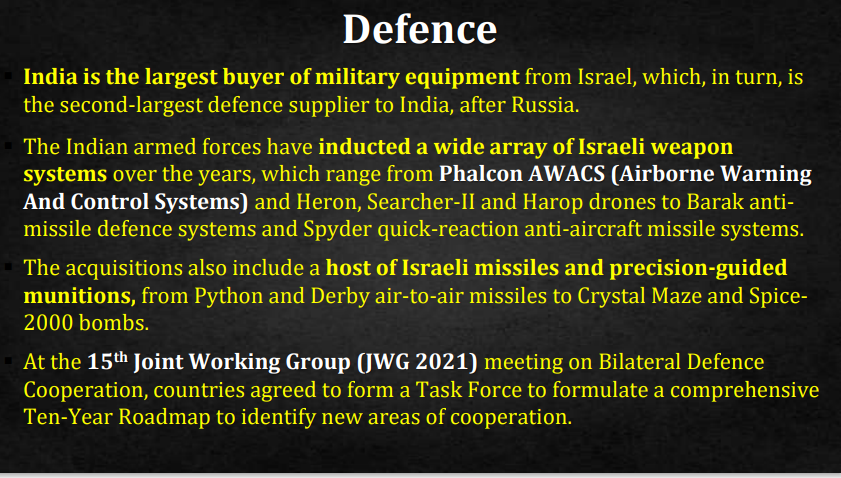 Defence
India is the largest buyer of military equipment from Israel, which, in turn, is
the second-largest defence supplier to India, after Russia.
The Indian armed forces have inducted a wide array of Israeli weapon
systems over the years, which range from Phalcon AWACS (Airborne Warning
And Control Systems) and Heron, Searcher-II and Harop drones to Barak anti-
missile defence systems and Spyder quick-reaction anti-aircraft missile systems.
The acquisitions also include a host of Israeli missiles and precision-guided
munitions, from Python and Derby air-to-air missiles to Crystal Maze and Spice-
2000 bombs.
At the 15th Joint Working Group (JWG 2021) meeting on Bilateral Defence
Cooperation, countries agreed to form a Task Force to formulate a comprehensive
Ten-Year Roadmap to identify new areas of cooperation.